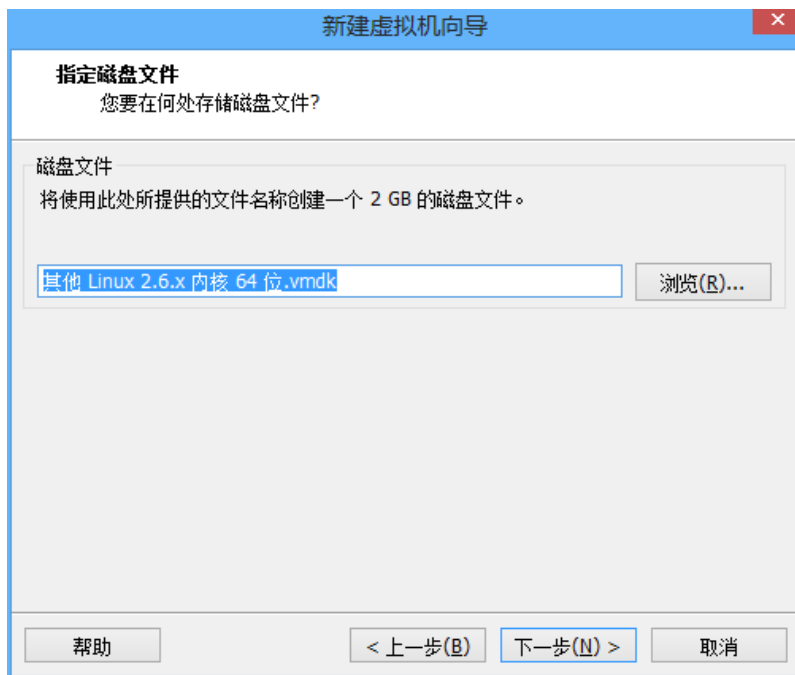 新建虚拟机向导
指定磁盘文件
您要在何处存储磁盘文件?
磁盘文件
将使用此处所提供的文件名称创建一个 2 GB 的磁盘文件。
其他 Linux 2.6.x 内核 64 位.vmdk
浏览(R)...
帮助
< 上一步(B)
下一步(N) >
取消